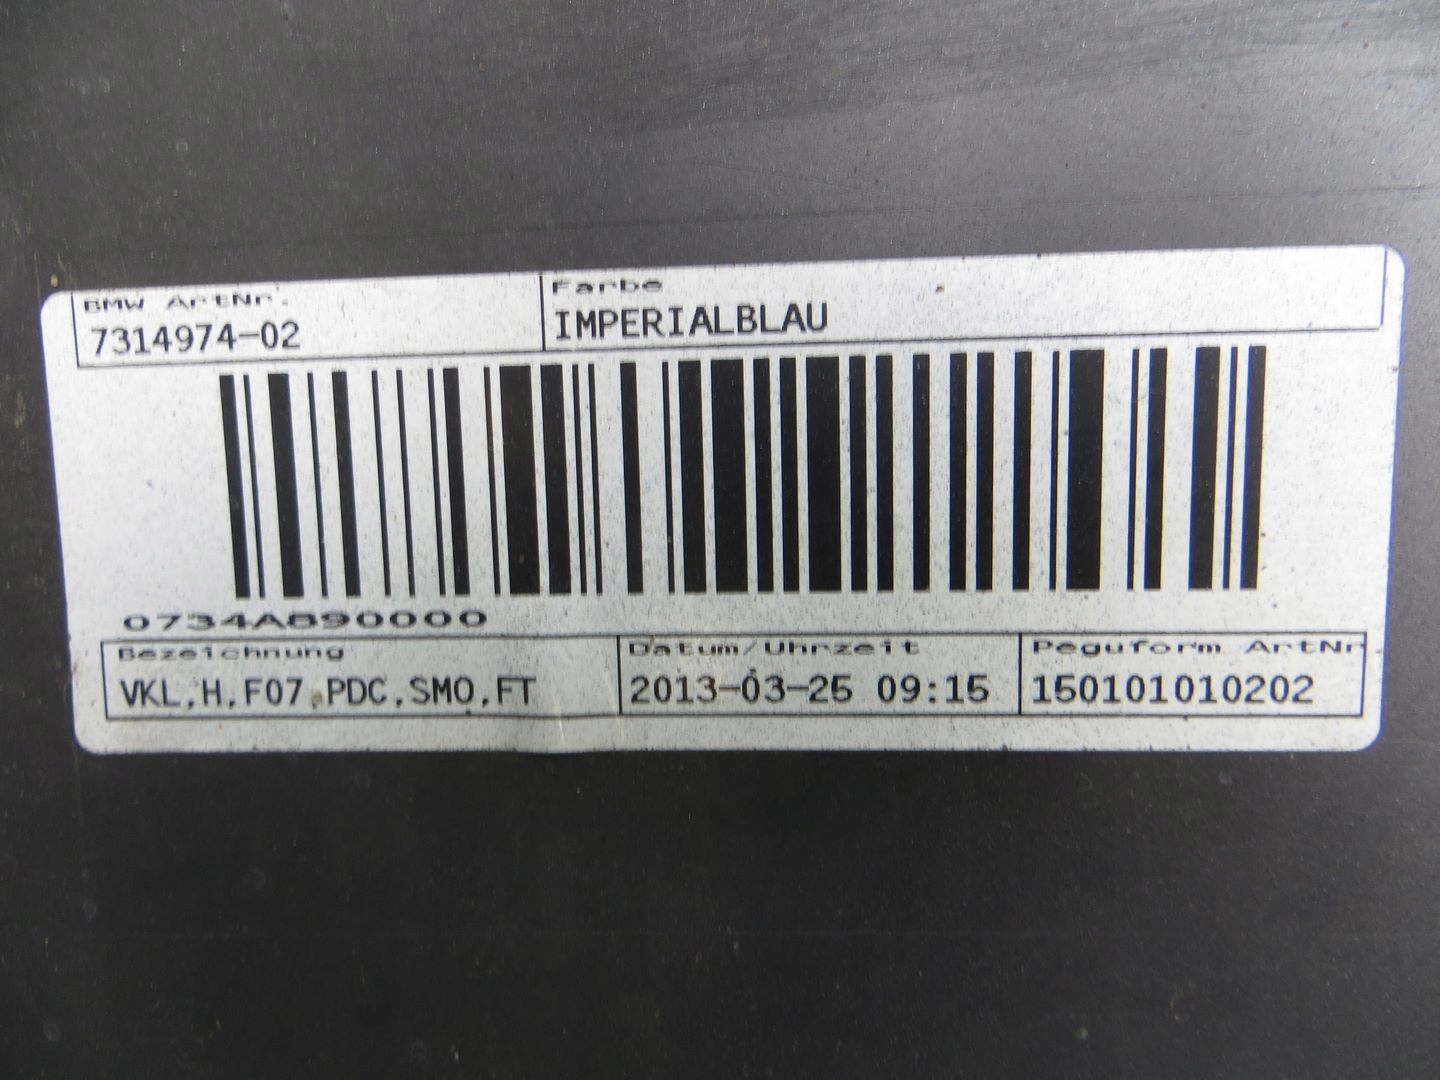 BMW ArtNr.
7314974-02
Farbe
IMPERIALBLAU
0734A890000
Bezeichnung
VKL,H,F07,PDC,SMO,FT
Datum/Uhrzeit
2013-03-25 09:15
Peguform ArtNr
150101010202